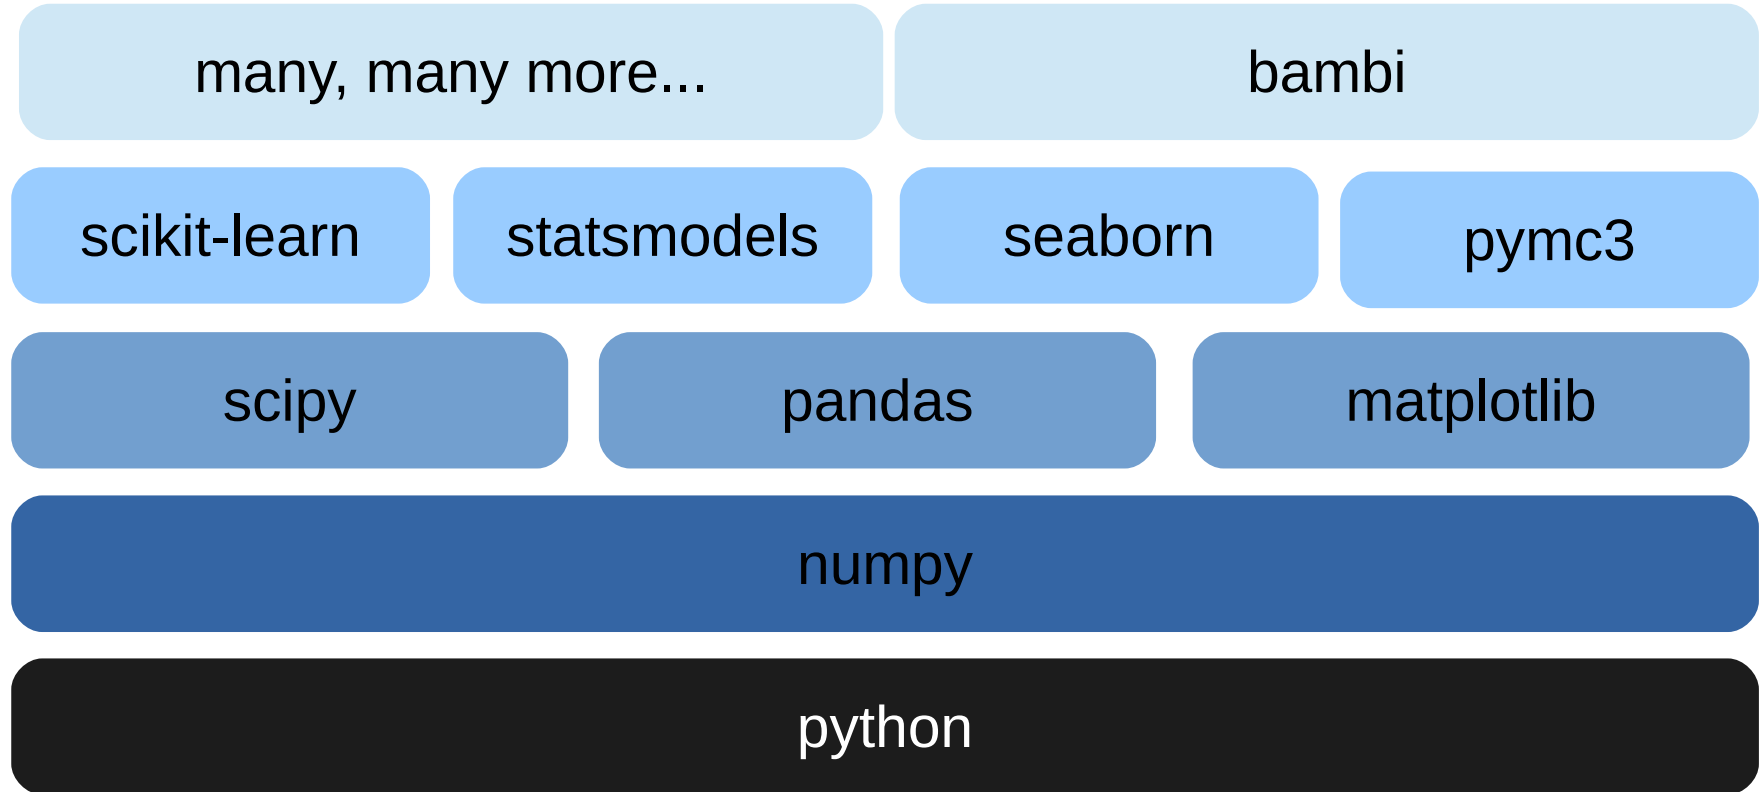 many, many more...
bambi
scikit-learn
statsmodels
seaborn
pymc3
scipy
pandas
matplotlib
numpy
python